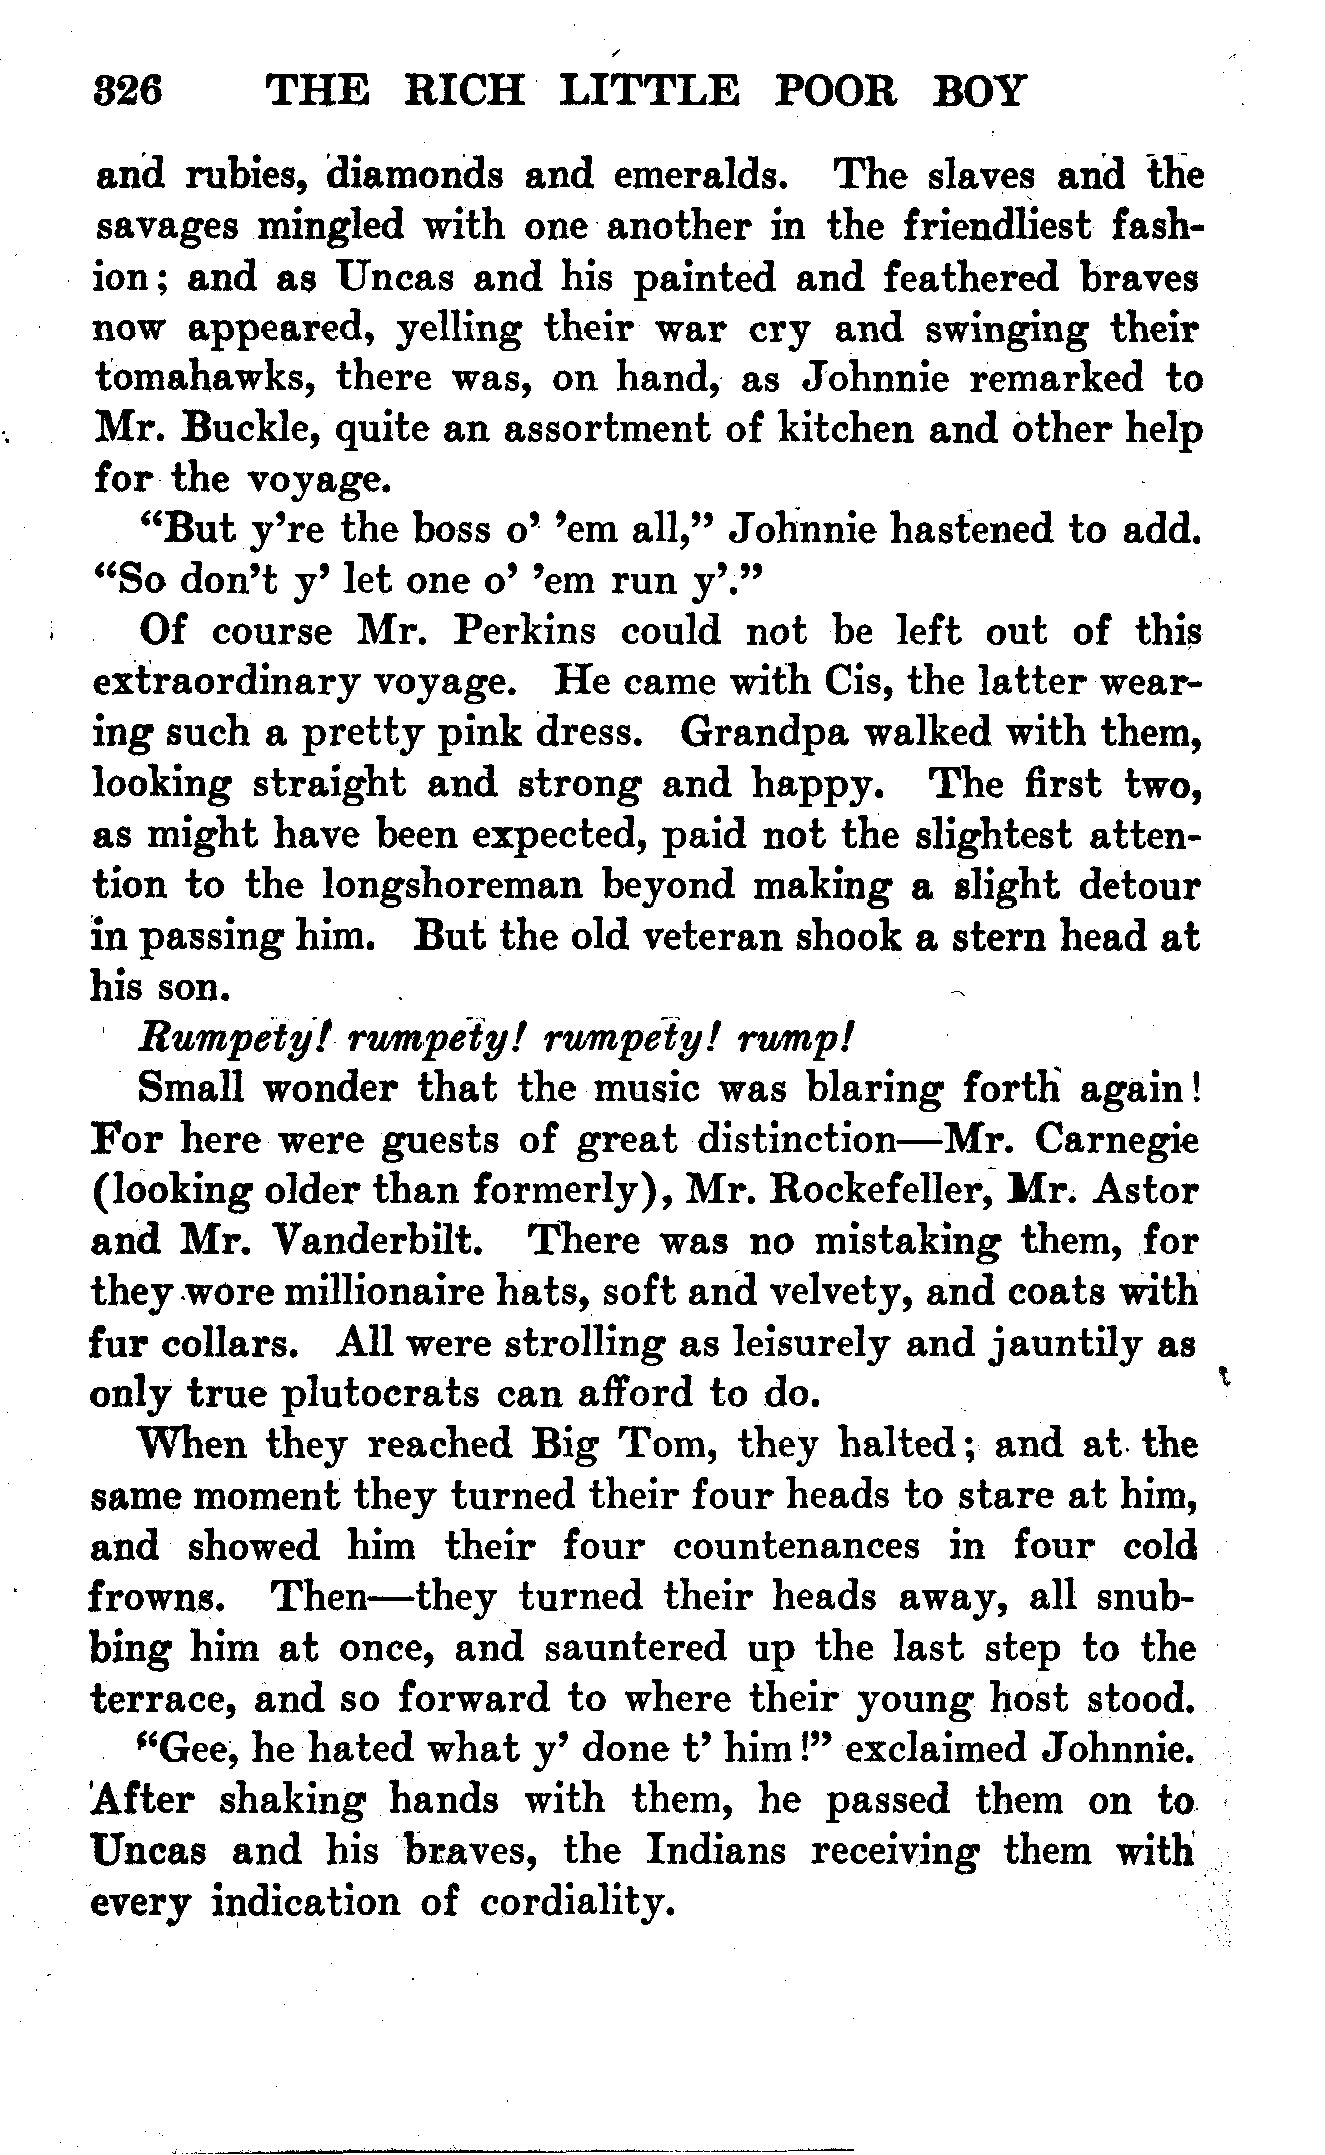 326 THE RICH LITTLE POOR BOY
and rubies, diamonds and emeralds. The slaves and the
savages mingled with one another in the friendliest fash-
ion; and as Uncas and his painted and feathered braves
now appeared, yelling their war cry and swinging their
tomahawks, there was, on hand, as Johnnie remarked to
Mr. Buckle, quite an assortment of kitchen and other help
for the voyage.
“But y’re the boss o’ ’em all,” Johnnie hastened to add.
“So don’t y’ let one o’ ’em run y’.”
Of course Mr. Perkins could not be left out of this
extraordinary voyage. He came with Cis, the latter wear-
ing such a pretty pink dress. Grandpa walked with them,
looking straight and strong and happy. The first two,
as might have been expected, paid not the slightest atten-
tion to the longshoreman beyond making a slight detour
in passing him. But the old veteran shook a stern head at
his son.
Rumpety! rumpety! rumpety! rump!
Small wonder that the music was blaring forth again!
For here were guests of great distinction—Mr. Carnegie
(looking older than formerly), Mr. Rockefeller, Mr. Astor
and Mr. Vanderbilt. There was no mistaking them, for
they wore millionaire hats, soft and velvety, and coats with
fur collars. All were strolling as leisurely and jauntily as
only true plutocrats can afford to do.
When they reached Big Tom, they halted; and at the
same moment they turned their four heads to stare at him,
and showed him their four countenances in four cold
frowns. Then—they turned their heads away, all snub-
bing him at once, and sauntered up the last step to the
terrace, and so forward to where their young host stood.
“Gee, he hated what y’ done t’ him!” exclaimed Johnnie.
After shaking hands with them, he passed them on to
Uncas and his braves, the Indians receiving them with
every indication of cordiality.